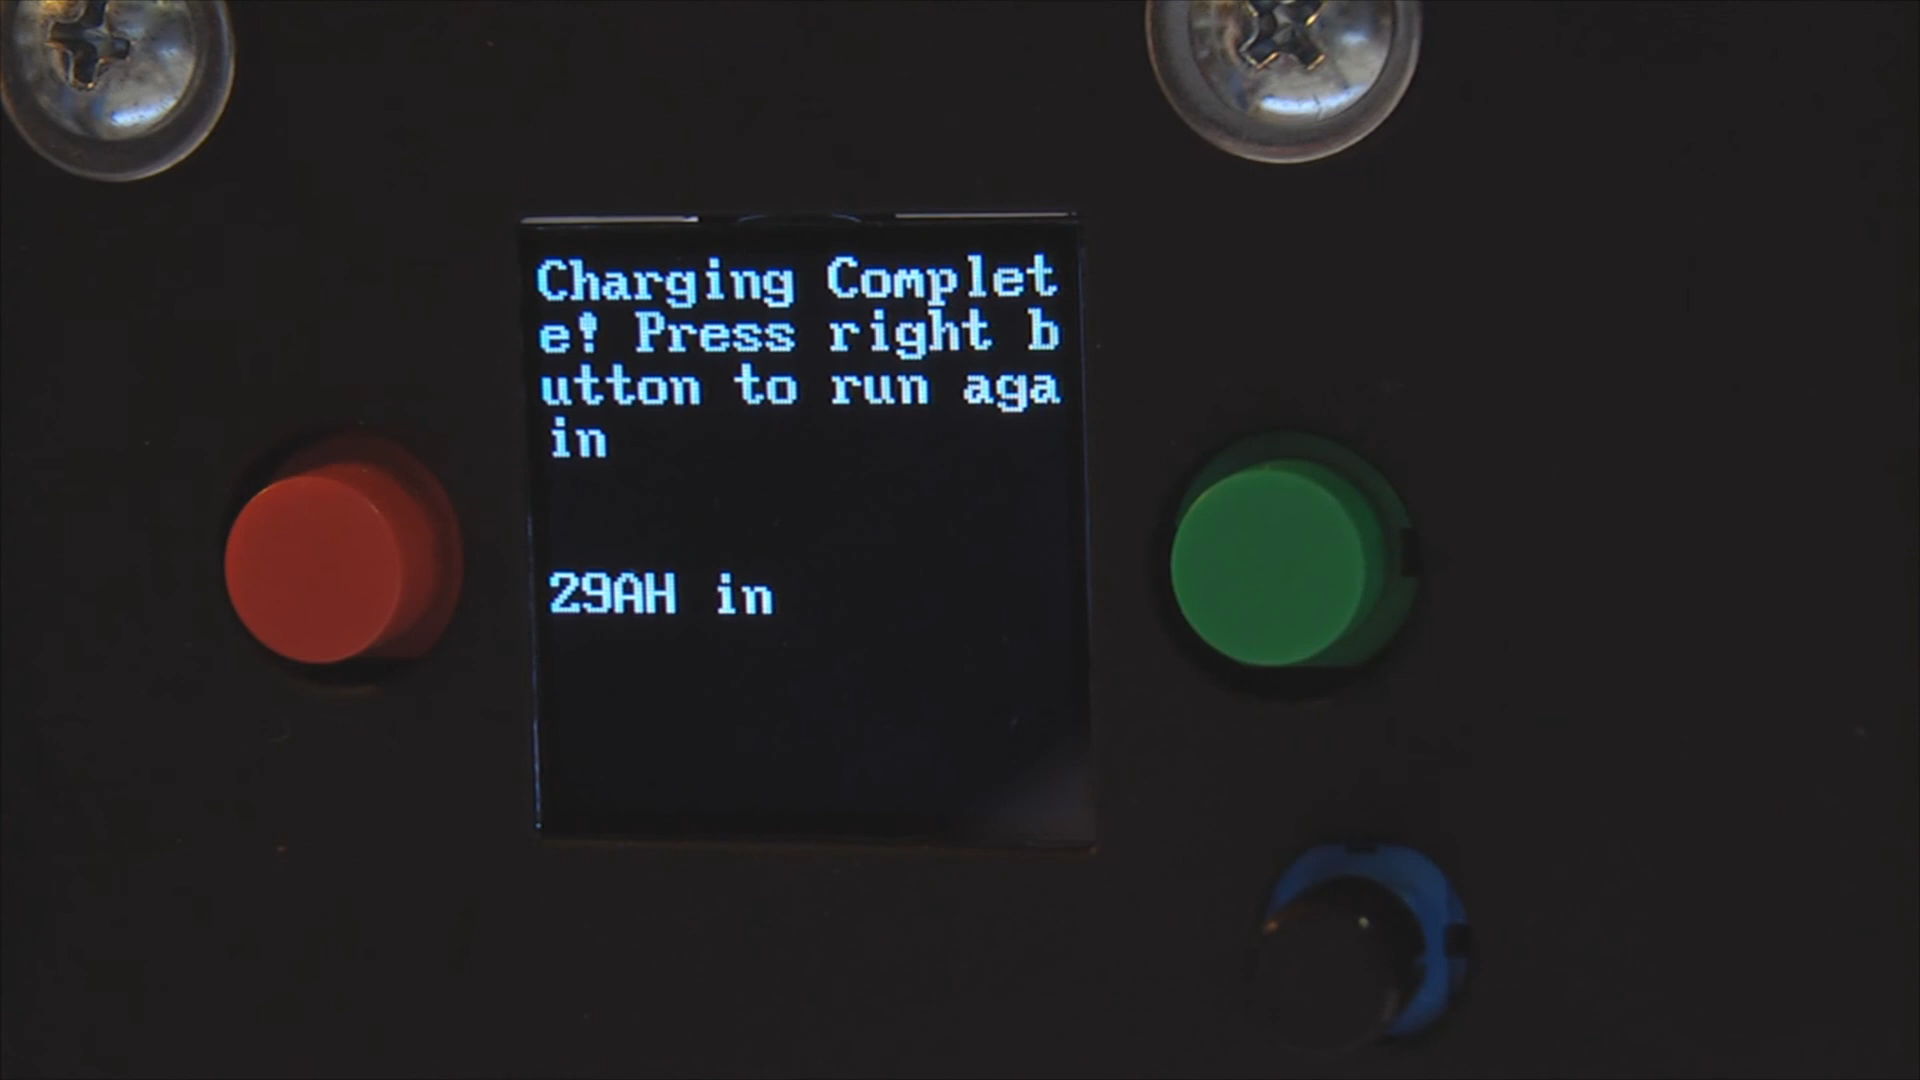 Charging Complet
e! Press right b
utton to run aga
in
29AH in